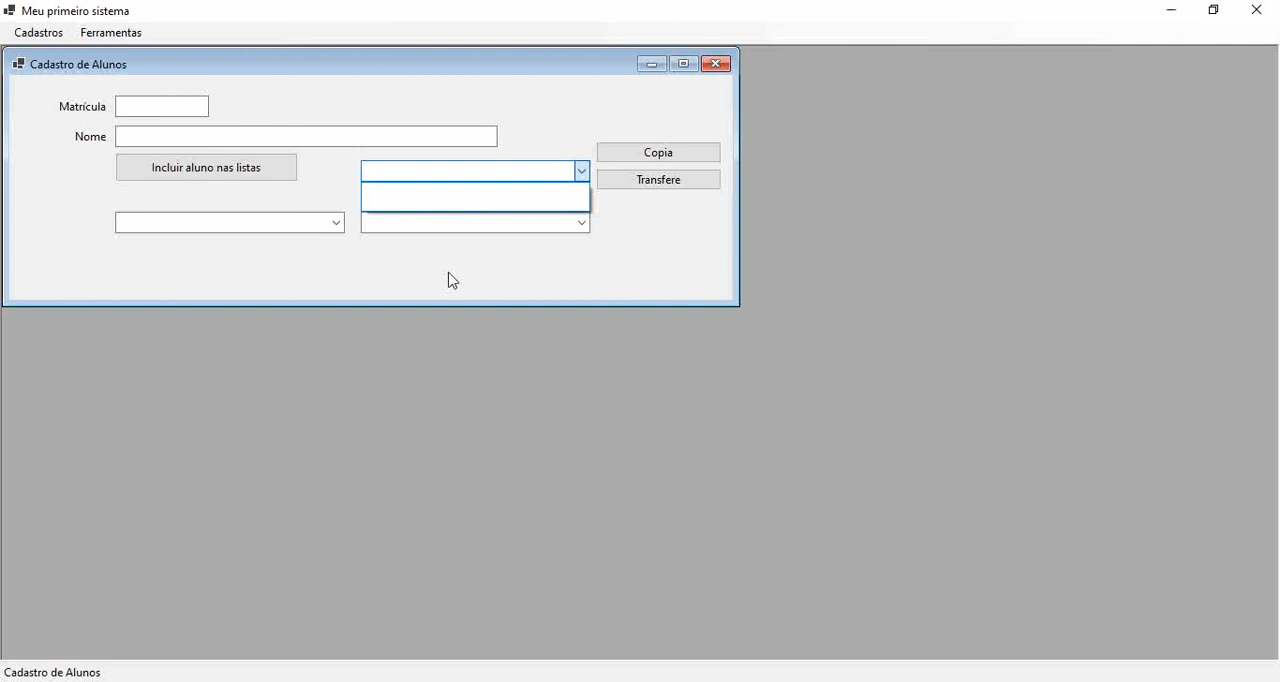 Meu primeiro sistema
Cadastros Ferramentas
Cadastro de Alunos
Matrícula
Nome
Copia
Incluir aluno nas listas
Transfere
Cadastro de Alunos